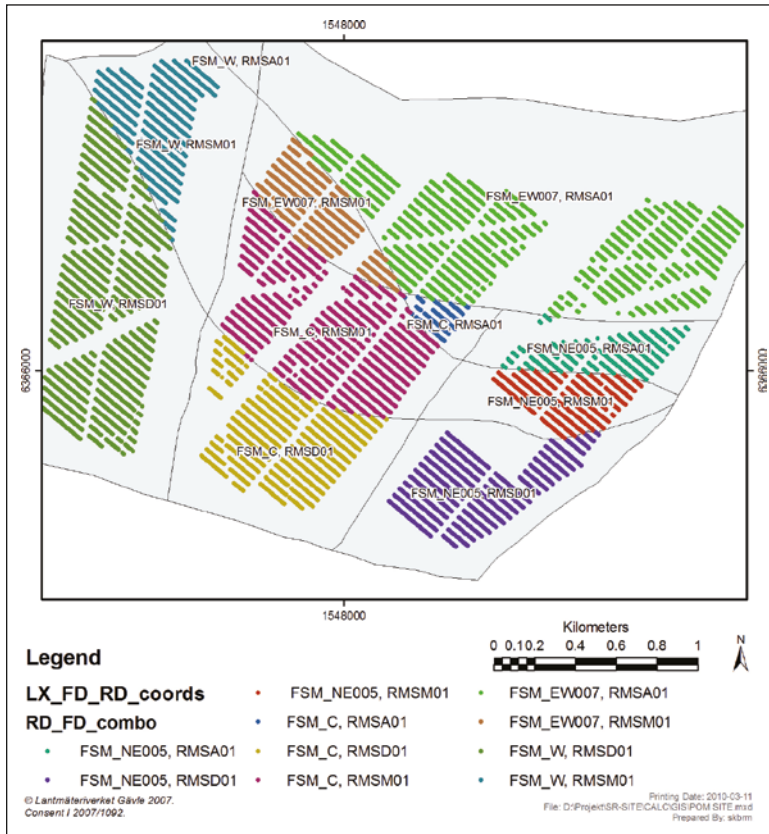 1548000
FSM_W, RMSA01
FSM_W, RMSM01
FSM_EW007, RMSA01
FSM_EW007, RMSM01
FSM_W, RMSD01
FSM_C, RMSM01
FSM_C, RMSA01
FSM_NE005, RMSA01
6366000
6366000
FSM_NE005, RMSM01
FSM_C, RMSD01
FSM_NE005, RMSD01
1548000
Kilometers
0 0.1 0.2 0.4 0.6 0.8 1
N
Legend
LX_FD_RD_coords
RD_FD_combo
FSM_NE005, RMSA01
FSM_NE005, RMSD01
FSM_NE005, RMSM01
FSM_C, RMSA01
FSM_C, RMSD01
FSM_C, RMSM01
FSM_EW007, RMSA01
FSM_EW007, RMSM01
FSM_W, RMSD01
FSM_W, RMSM01
© Lantmäteriverket Gävle 2007.
Consent I 2007/1092.
Printing Date: 2010-03-11
File: D:\Projekt\SR-SITE\CALC\GIS\POM SITE.mxd
Prepared By: skbrm